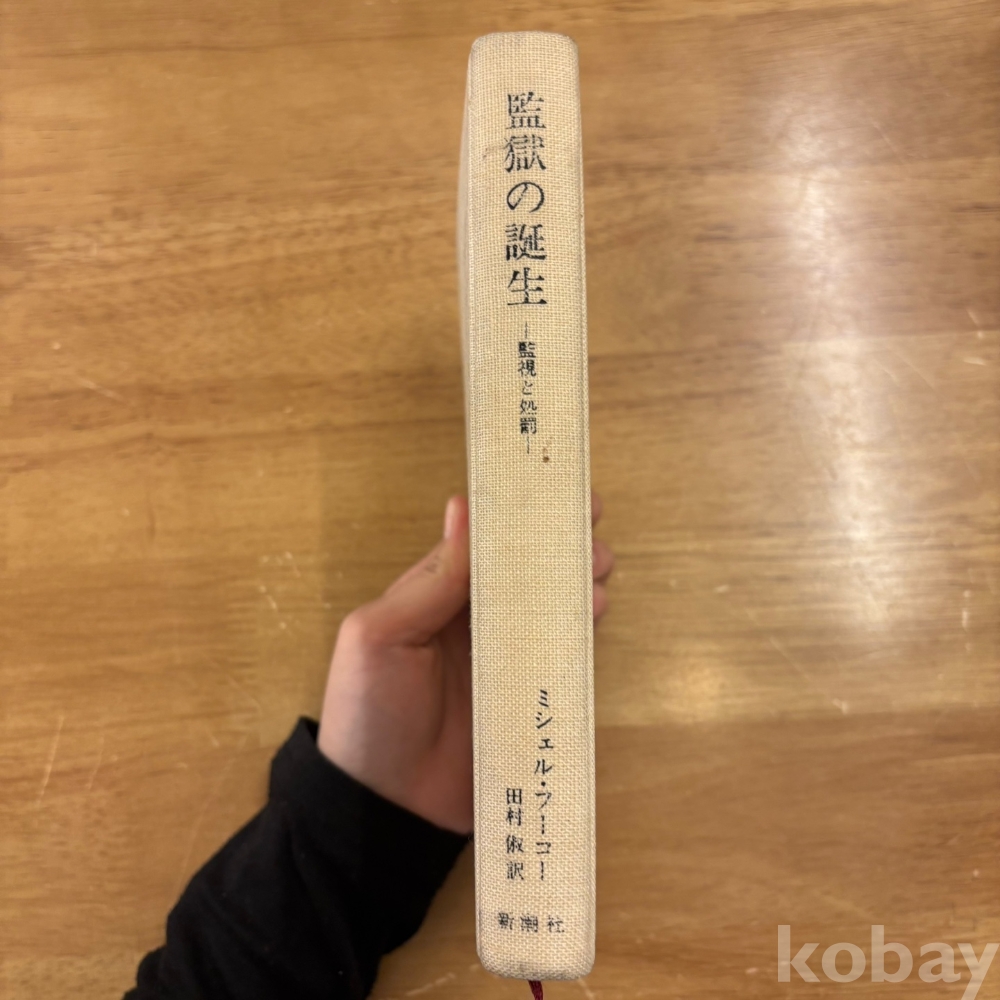 監獄の誕生
―監視と処罰―
ミシェル・フーコー
田村 俶 訳
新潮社
kobay